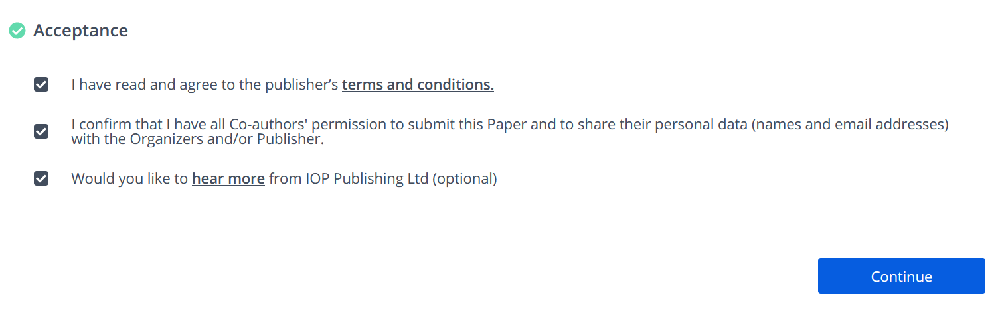 Acceptance
I have read and agree to the publisher’s terms and conditions.
I confirm that I have all Co-authors' permission to submit this Paper and to share their personal data (names and email addresses)
with the Organizers and/or Publisher.
Would you like to hear more from IOP Publishing Ltd (optional)
Continue